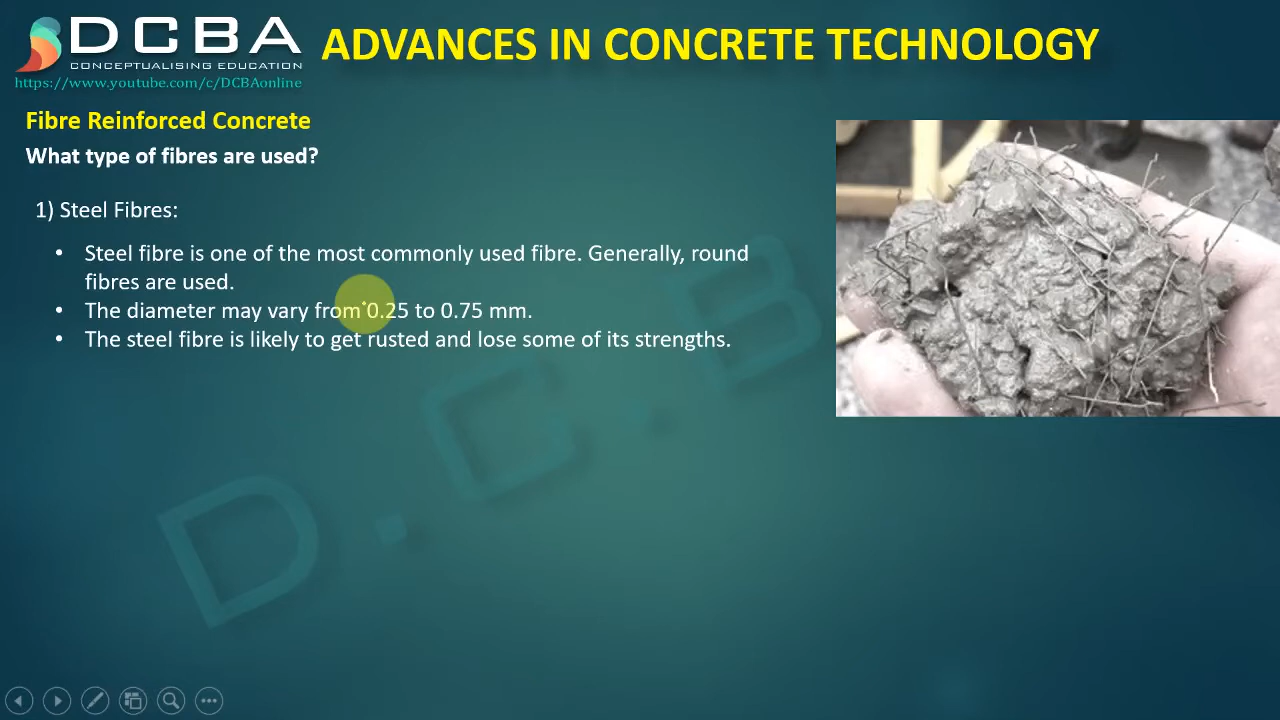 DCBA
CONCEPTUALISING EDUCATION
https://www.youtube.com/c/DCBAonline
ADVANCES IN CONCRETE TECHNOLOGY
Fibre Reinforced Concrete
What type of fibres are used?
1) Steel Fibres:
• Steel fibre is one of the most commonly used fibre. Generally, round
fibres are used.
• The diameter may vary from 0.25 to 0.75 mm.
• The steel fibre is likely to get rusted and lose some of its strengths.
D.C.B